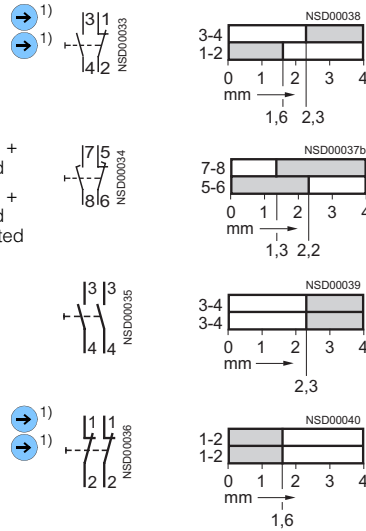 1)
1)
3 1
4 2
NSD00033
NSD00038
3-4
1-2
0 1 2 3 4
mm
1,6 2,3
+
d
+
d
ted
7 5
8 6
NSD00034
NSD00037b
7-8
5-6
0 1 2 3 4
mm
1,3 2,2
3 3
4 4
NSD00035
NSD00039
3-4
3-4
0 1 2 3 4
mm
2,3
1)
1)
1 1
2 2
NSD00036
NSD00040
1-2
1-2
0 1 2 3 4
mm
1,6